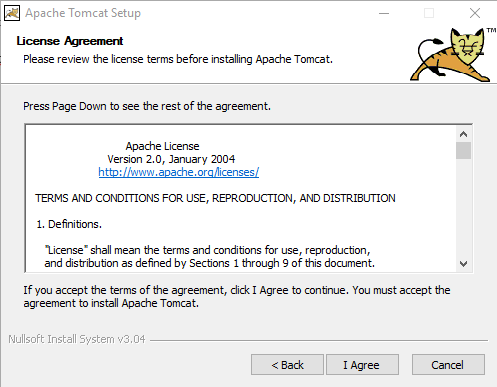 Apache Tomcat Setup
License Agreement
Please review the license terms before installing Apache Tomcat.
TM
Press Page Down to see the rest of the agreement.
Apache License
Version 2.0, January 2004
http://www.apache.org/licenses/
TERMS AND CONDITIONS FOR USE, REPRODUCTION, AND DISTRIBUTION
1. Definitions.
"License" shall mean the terms and conditions for use, reproduction,
and distribution as defined by Sections 1 through 9 of this document.
If you accept the terms of the agreement, click I Agree to continue. You must accept the
agreement to install Apache Tomcat.
Nullsoft Install System v3.04
< Back
I Agree
Cancel